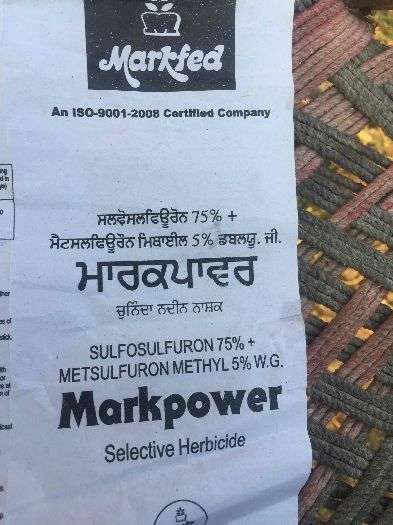 Markfed
An ISO-9001-2008 Certified Company
ਸਲਫੋਸਲਫਿਊਰੋਨ 75% +
ਮੈਟਸਲਫਿਊਰੌਨ ਮਿਥਾਈਲ 5% ਡਬਲਯੂ. ਜੀ.
ਮਾਰਕਪਾਵਰ
ਚੁਨਿੰਦਾ ਨਦੀਨ ਨਾਸ਼ਕ
SULFOSULFURON 75% +
METSULFURON METHYL 5% W.G.
Markpower
Selective Herbicide